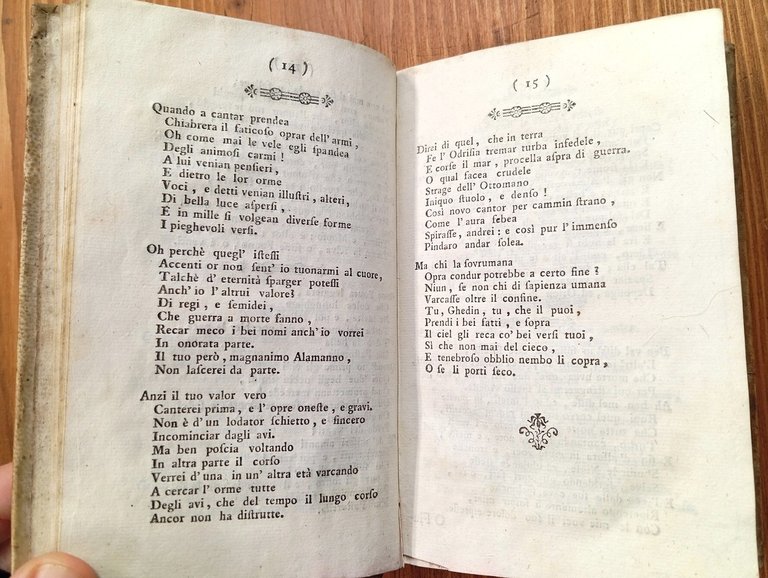 ( 14 )
Quando a cantar prendea
Chiabrera il faticoso oprar dell' armi,
Oh come mai le vele egli spandea
Degli animosi carmi!
A lui venian pensieri,
E dietro le lor orme
Voci, e detti venian illustri, alteri,
Di bella luce aspersi,
E in mille si volgean diverse forme
I pieghevoli versi.
Oh perchè quegl' istessi
Accenti or non sent' io tuonarmi al cuore,
Talchè d' eternità sparger potessi
Anch' io l' altrui valore?
Di regi, e semidei,
Che guerra a morte fanno,
Recar meco i bei nomi anch' io vorrei
In onorata parte.
Il tuo però, magnanimo Alamanno,
Non lascerei da parte.
Anzi il tuo valor vero
Canterei prima, e l' opre oneste, e gravi.
Non è d' un lodator schietto, e sincero
Incominciar dagli avi.
Ma ben poscia voltando
In altra parte il corso
Verrei d' una in un' altra età varcando
A cercar l' orme tutte
Degli avi, che del tempo il lungo corso
Ancor non ha distrutte.
( 15 )
Direi di quel, che in terra
Fe l' Odrisia tremar turba infedele,
E corse il mar, procella aspra di guerra.
O qual facea crudele
Strage dell' Ottomano
Iniquo stuolo, e denso!
Così novo cantor per cammin strano,
Come l' aura febea
Spirasse, andrei: e così pur l' immenso
Pindaro andar solea.
Ma chi la sovrumana
Opra condur potrebbe a certo fine?
Niun, se non chi di sapienza umana
Varcasse oltre il confine.
Tu, Ghedin, tu, che il puoi,
Prendi i bei fatti, e sopra
Il ciel gli reca co' bei versi tuoi,
Sì che non mai del cieco,
E tenebroso obblio nembo li copra,
O se li porti seco.